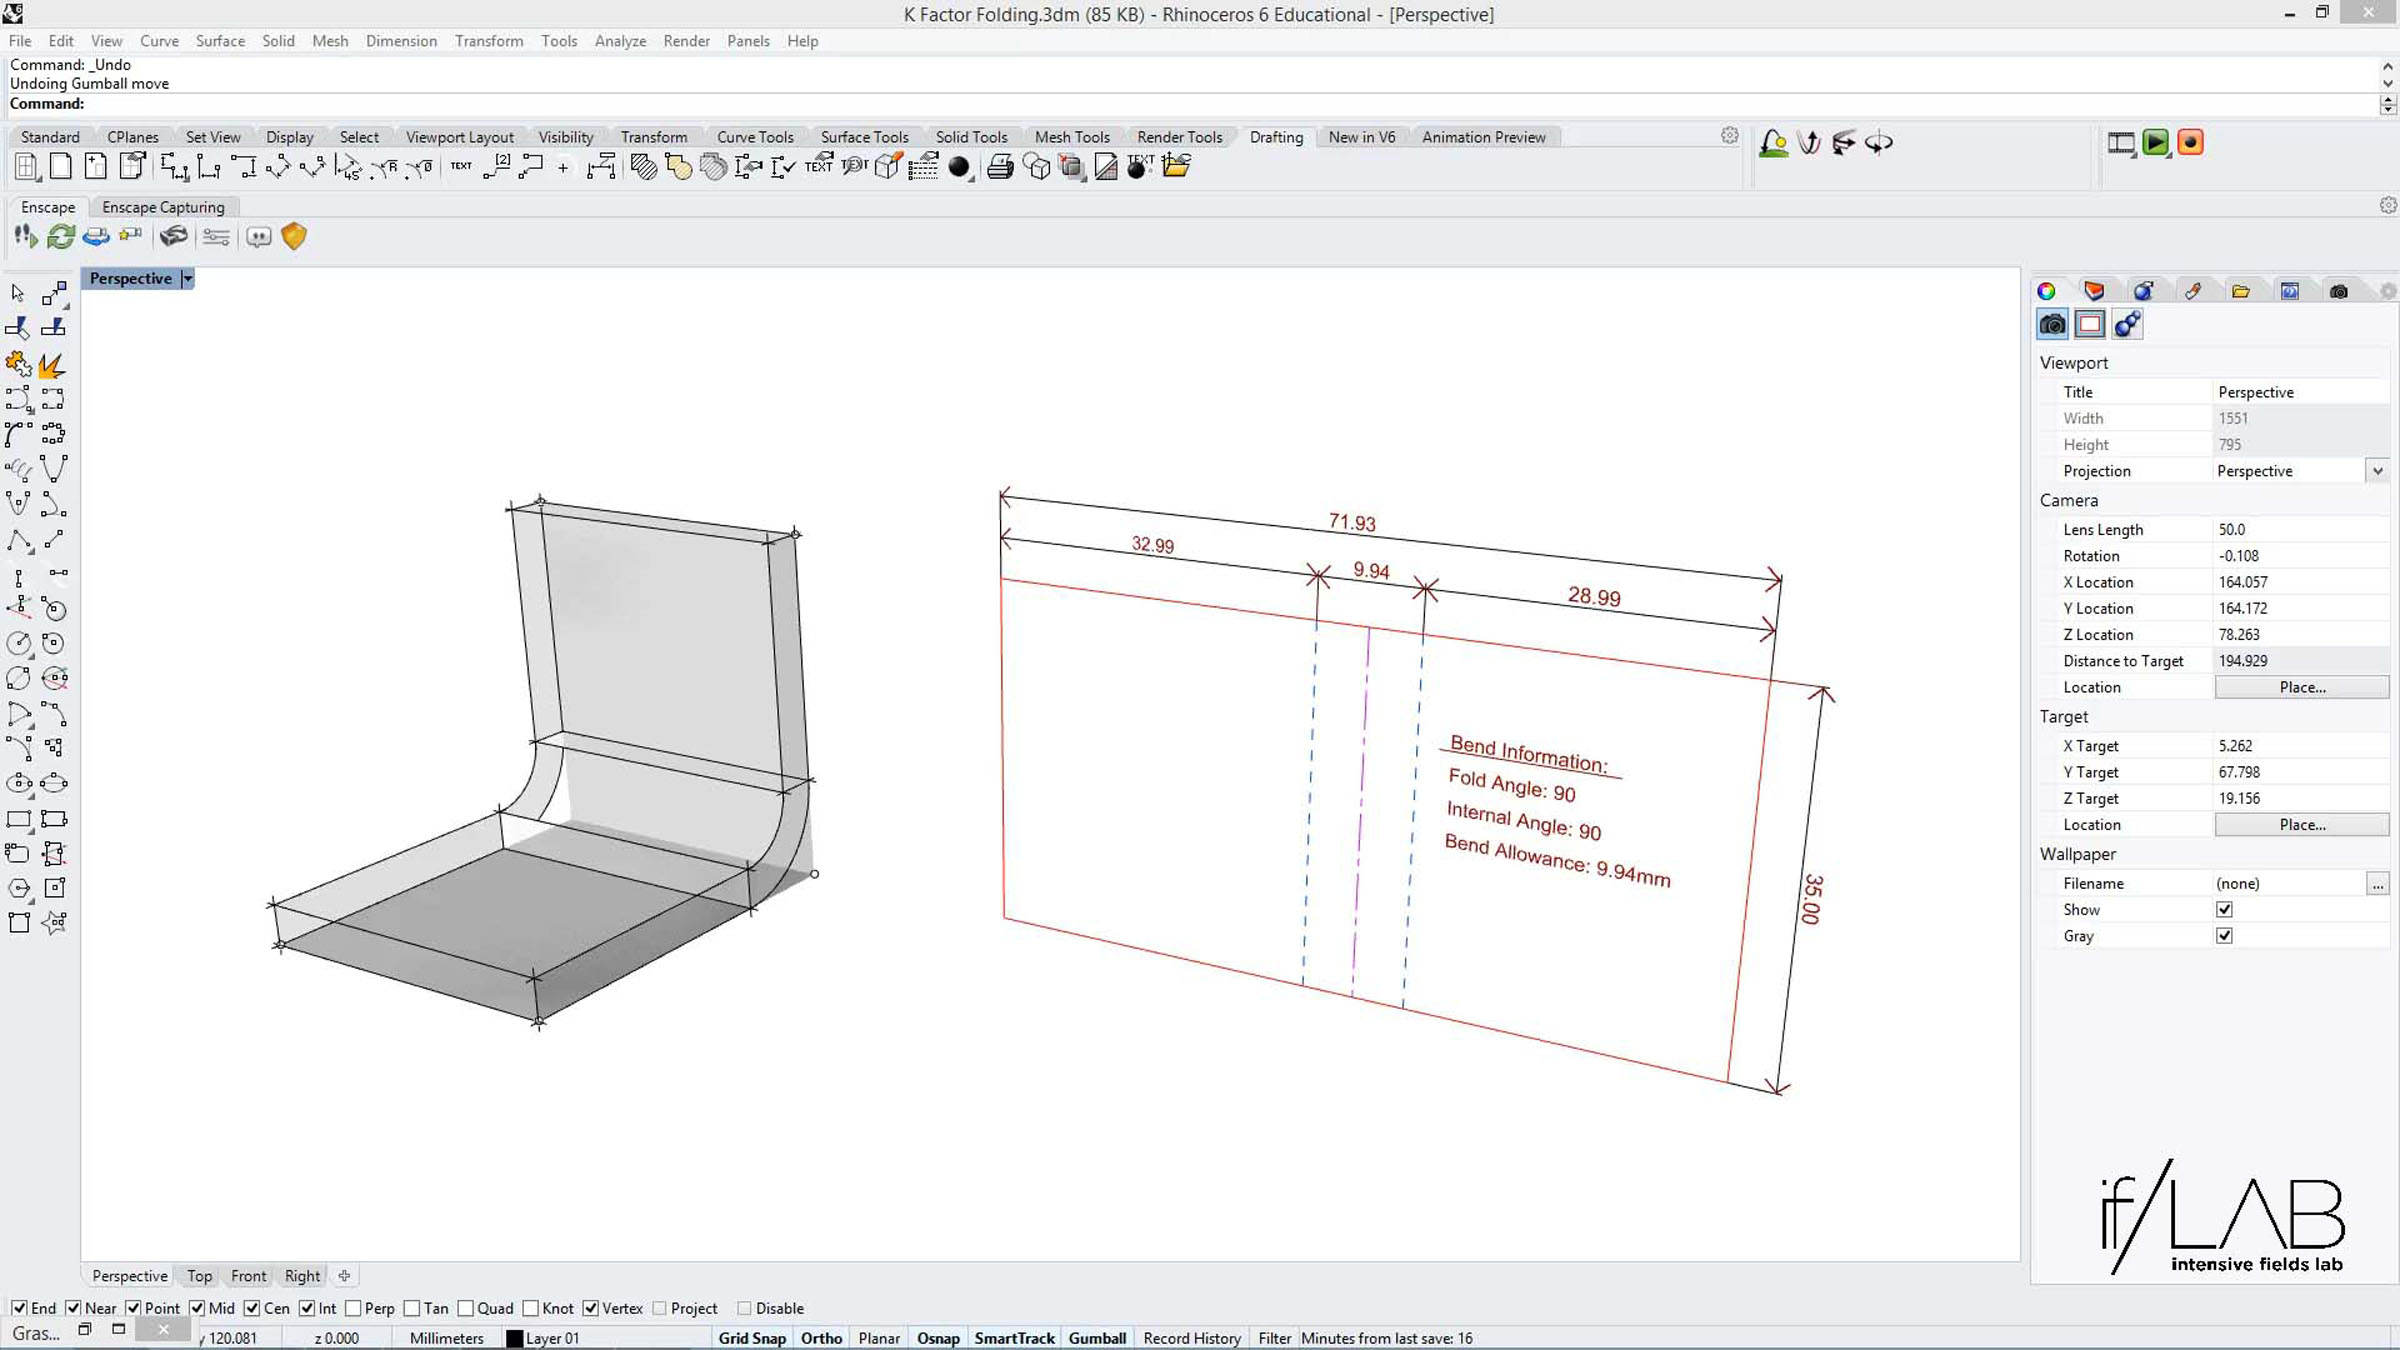 K Factor Folding.3dm (85 KB) - Rhinoceros 6 Educational - [Perspective]
File Edit View Curve Surface Solid Mesh Dimension Transform Tools Analyze Render Panels Help
Command: _Undo
Undoing Gumball move
Command:
Standard CPlanes Set View Display Select Viewport Layout Visibility Transform Curve Tools Surface Tools Solid Tools Mesh Tools Render Tools Drafting New in V6 Animation Preview
Enscape Enscape Capturing
Perspective
71.93
32.99
9.94
28.99
35.00
Bend Information:
Fold Angle: 90
Internal Angle: 90
Bend Allowance: 9.94mm
Viewport
Title Perspective
Width 1551
Height 795
Projection Perspective
Camera
Lens Length 50.0
Rotation -0.108
X Location 164.057
Y Location 164.172
Z Location 78.263
Distance to Target 194.929
Location Place...
Target
X Target 5.262
Y Target 67.798
Z Target 19.156
Location Place...
Wallpaper
Filename (none) ...
Show
Gray
if/LAB
intensive fields lab
Perspective Top Front Right
End Near Point Mid Cen Int Perp Tan Quad Knot Vertex Project Disable
Gras... y 120.081 z 0.000 Millimeters Layer 01 Grid Snap Ortho Planar Osnap SmartTrack Gumball Record History Filter Minutes from last save: 16